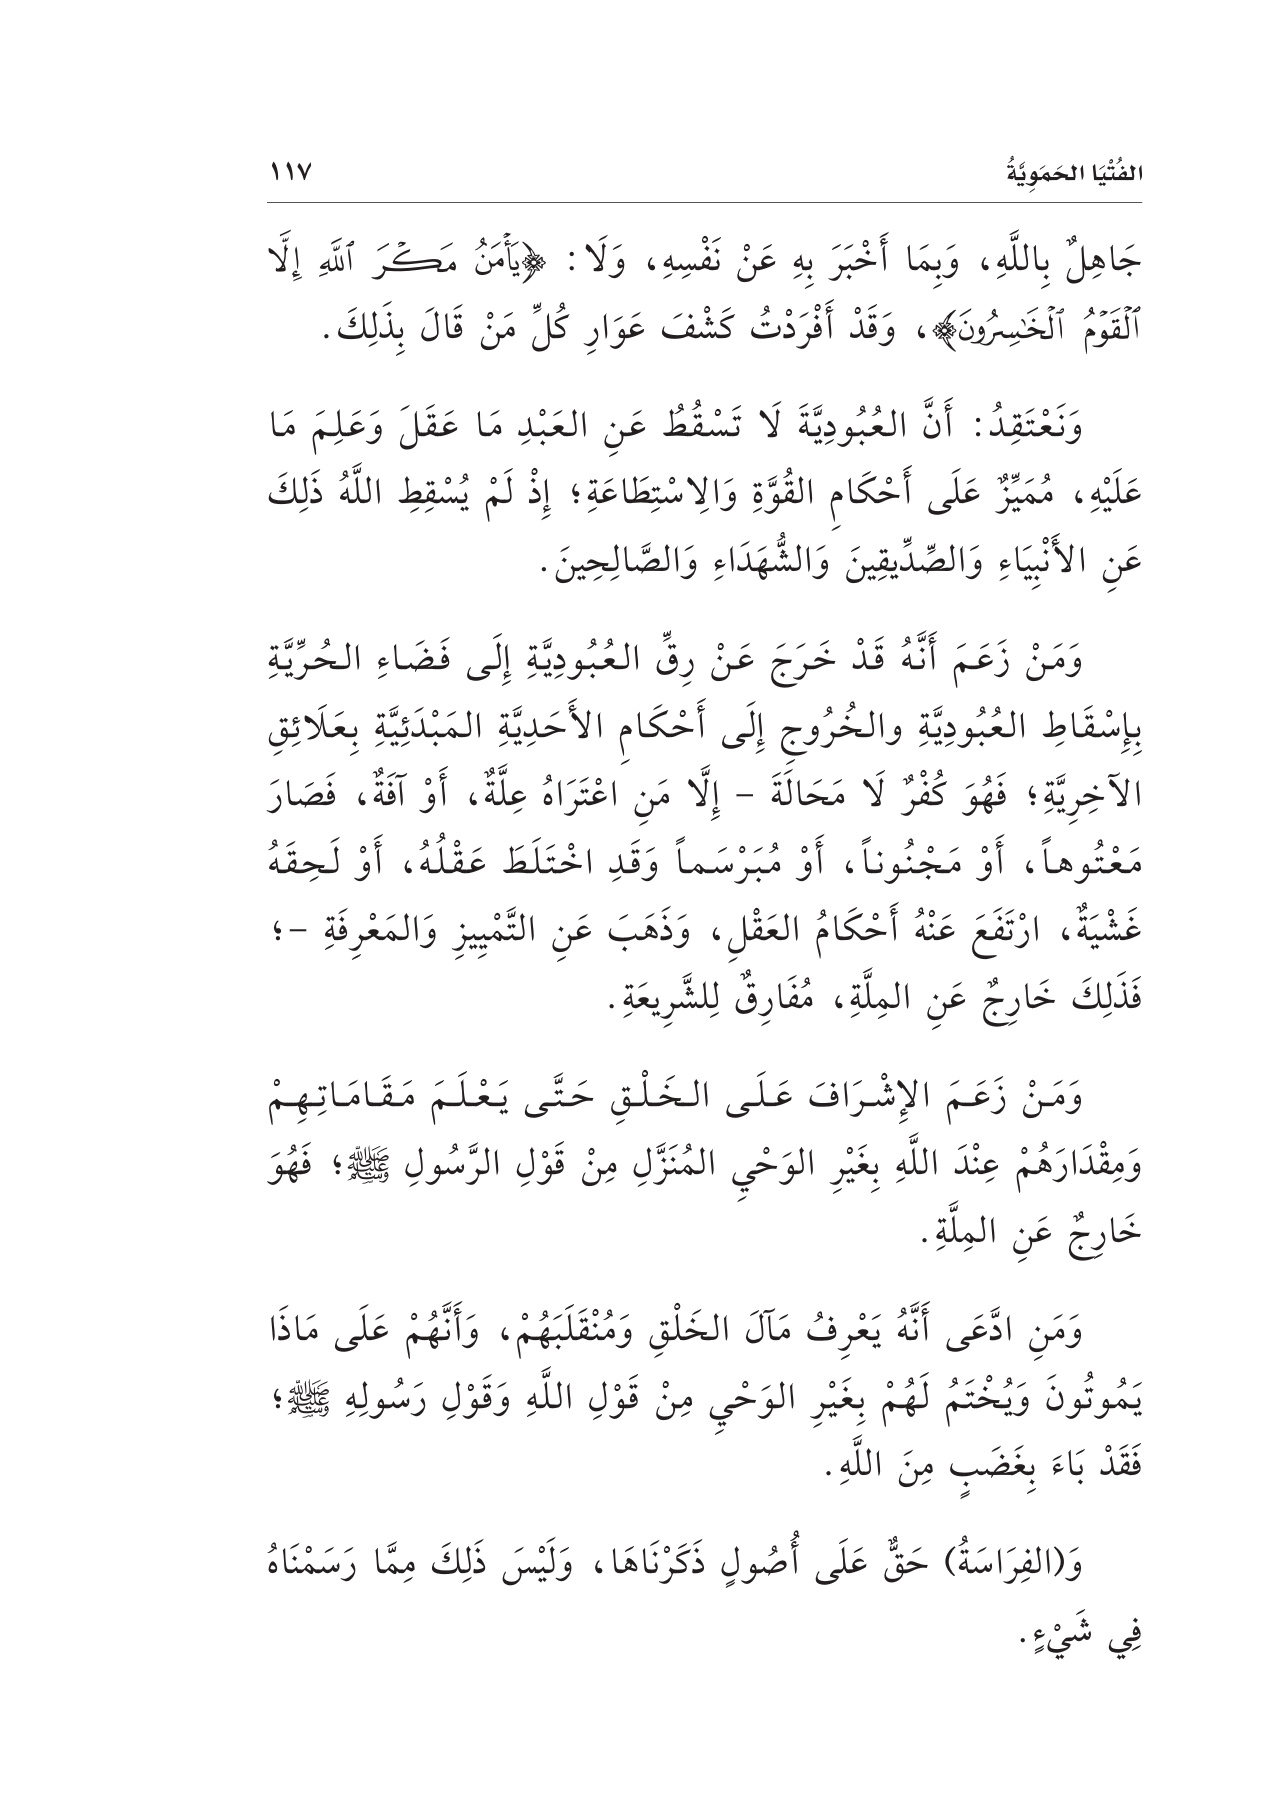 الفُتْيَا الحَمَوِيَّةُ ١١٧
جَاهِلٌ بِاللَّهِ، وَبِمَا أَخْبَرَ بِهِ عَنْ نَفْسِهِ، وَلَا: ﴿يَأْمَنُ مَكْرَ ٱللَّهِ إِلَّا
ٱلْقَوْمُ ٱلْخَٰسِرُونَ﴾، وَقَدْ أَفْرَدْتُ كَشْفَ عَوَارِ كُلِّ مَنْ قَالَ بِذَلِكَ.
وَنَعْتَقِدُ: أَنَّ العُبُودِيَّةَ لَا تَسْقُطُ عَنِ العَبْدِ مَا عَقَلَ وَعَلِمَ مَا
عَلَيْهِ، مُمَيِّزٌ عَلَى أَحْكَامِ القُوَّةِ وَالِاسْتِطَاعَةِ؛ إِذْ لَمْ يُسْقِطِ اللَّهُ ذَلِكَ
عَنِ الأَنْبِيَاءِ وَالصِّدِّيقِينَ وَالشُّهَدَاءِ وَالصَّالِحِينَ.
وَمَنْ زَعَمَ أَنَّهُ قَدْ خَرَجَ عَنْ رِقِّ العُبُودِيَّةِ إِلَى فَضَاءِ الحُرِّيَّةِ
بِإِسْقَاطِ العُبُودِيَّةِ والخُرُوجِ إِلَى أَحْكَامِ الأَحَدِيَّةِ المَبْدَئِيَّةِ بِعَلَائِقِ
الآخِرِيَّةِ؛ فَهُوَ كُفْرٌ لَا مَحَالَةَ - إِلَّا مَنِ اعْتَرَاهُ عِلَّةٌ، أَوْ آفَةٌ، فَصَارَ
مَعْتُوهاً، أَوْ مَجْنُوناً، أَوْ مُبَرْسَماً وَقَدِ اخْتَلَطَ عَقْلُهُ، أَوْ لَحِقَهُ
غَشْيَةٌ، ارْتَفَعَ عَنْهُ أَحْكَامُ العَقْلِ، وَذَهَبَ عَنِ التَّمْيِيزِ وَالمَعْرِفَةِ -؛
فَذَلِكَ خَارِجٌ عَنِ المِلَّةِ، مُفَارِقٌ لِلشَّرِيعَةِ.
وَمَنْ زَعَمَ الإِشْرَافَ عَلَى الخَلْقِ حَتَّى يَعْلَمَ مَقَامَاتِهِمْ
وَمِقْدَارَهُمْ عِنْدَ اللَّهِ بِغَيْرِ الوَحْيِ المُنَزَّلِ مِنْ قَوْلِ الرَّسُولِ ﷺ؛ فَهُوَ
خَارِجٌ عَنِ المِلَّةِ.
وَمَنِ ادَّعَى أَنَّهُ يَعْرِفُ مَآلَ الخَلْقِ وَمُنْقَلَبَهُمْ، وَأَنَّهُمْ عَلَى مَاذَا
يَمُوتُونَ وَيُخْتَمُ لَهُمْ بِغَيْرِ الوَحْيِ مِنْ قَوْلِ اللَّهِ وَقَوْلِ رَسُولِهِ ﷺ؛
فَقَدْ بَاءَ بِغَضَبٍ مِنَ اللَّهِ.
وَ(الفِرَاسَةُ) حَقٌّ عَلَى أُصُولٍ ذَكَرْنَاهَا، وَلَيْسَ ذَلِكَ مِمَّا رَسَمْنَاهُ
فِي شَيْءٍ.